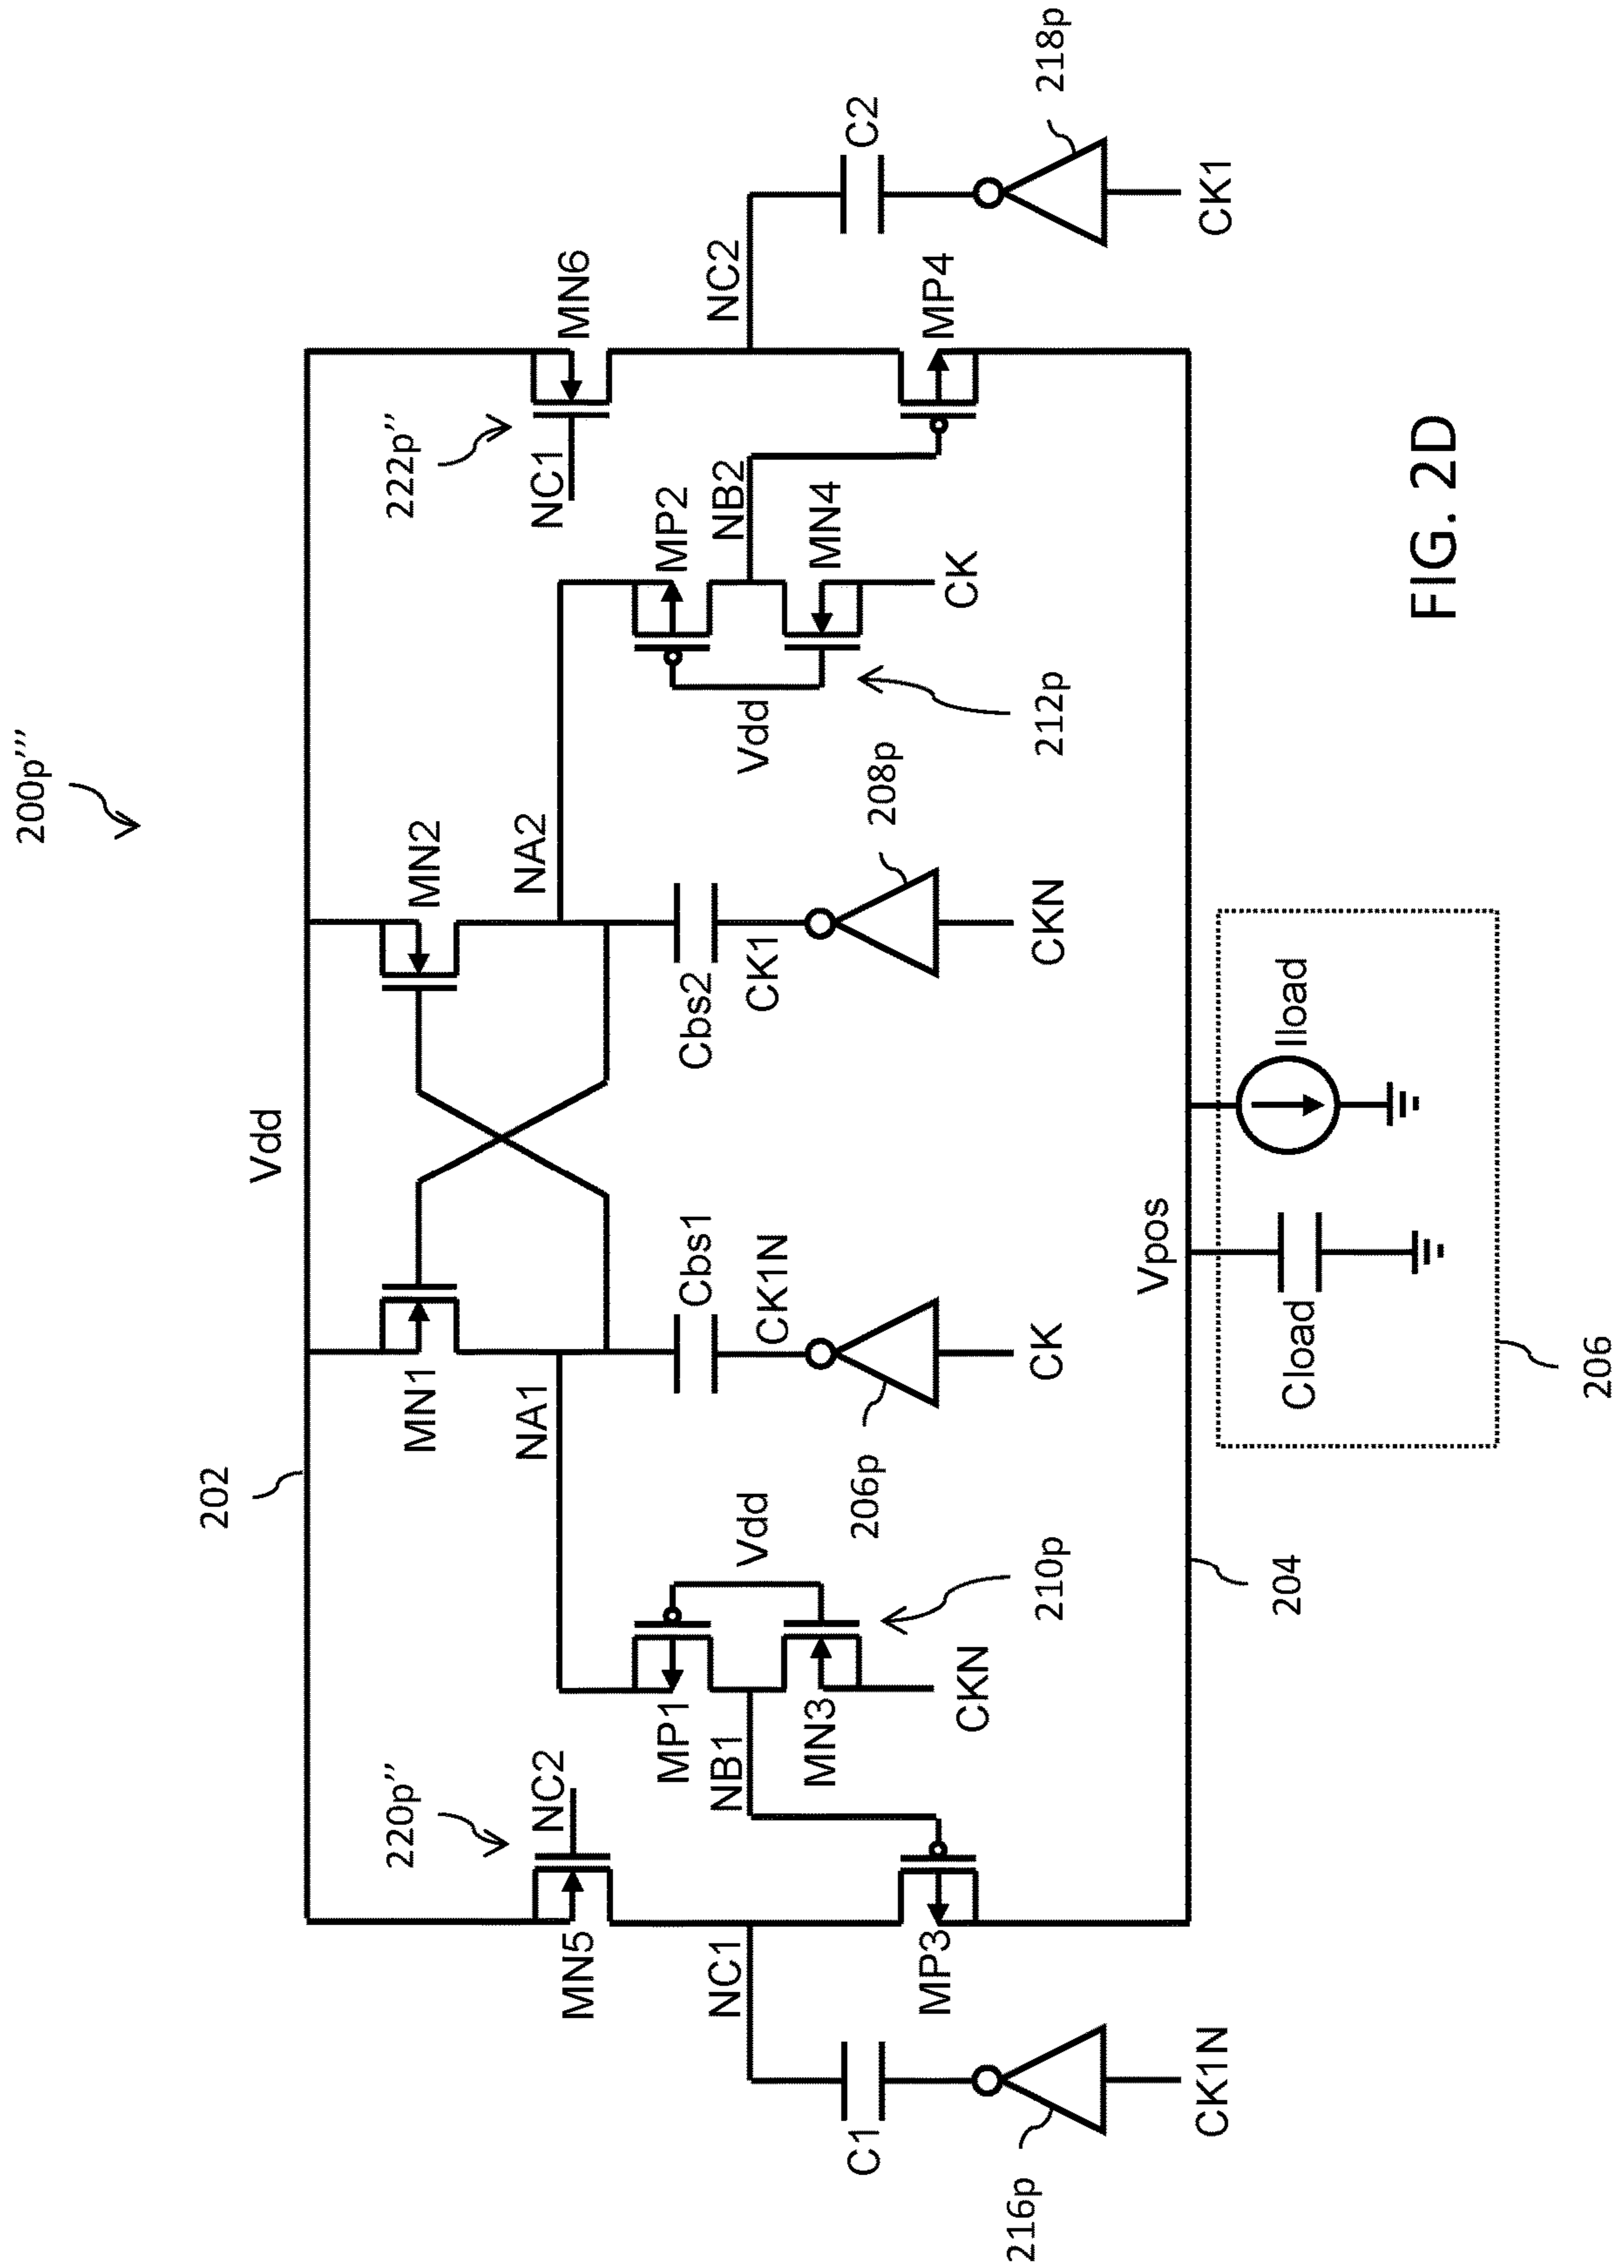 200p'''
202
Vdd
220p''
NC2
MN5
MN1
MN2
222p''
NC1
MN6
NA1
NA2
MP1
Vdd
NB1
MN3
210p
CKN
Cbs1
CK1N
206p
CK
Cbs2
CK1
208p
CKN
Vdd
MP2
NB2
MN4
212p
CK
NC1
C1
MP3
216p
CK1N
NC2
C2
MP4
218p
CK1
204
Vpos
Cload
Iload
206
FIG. 2D